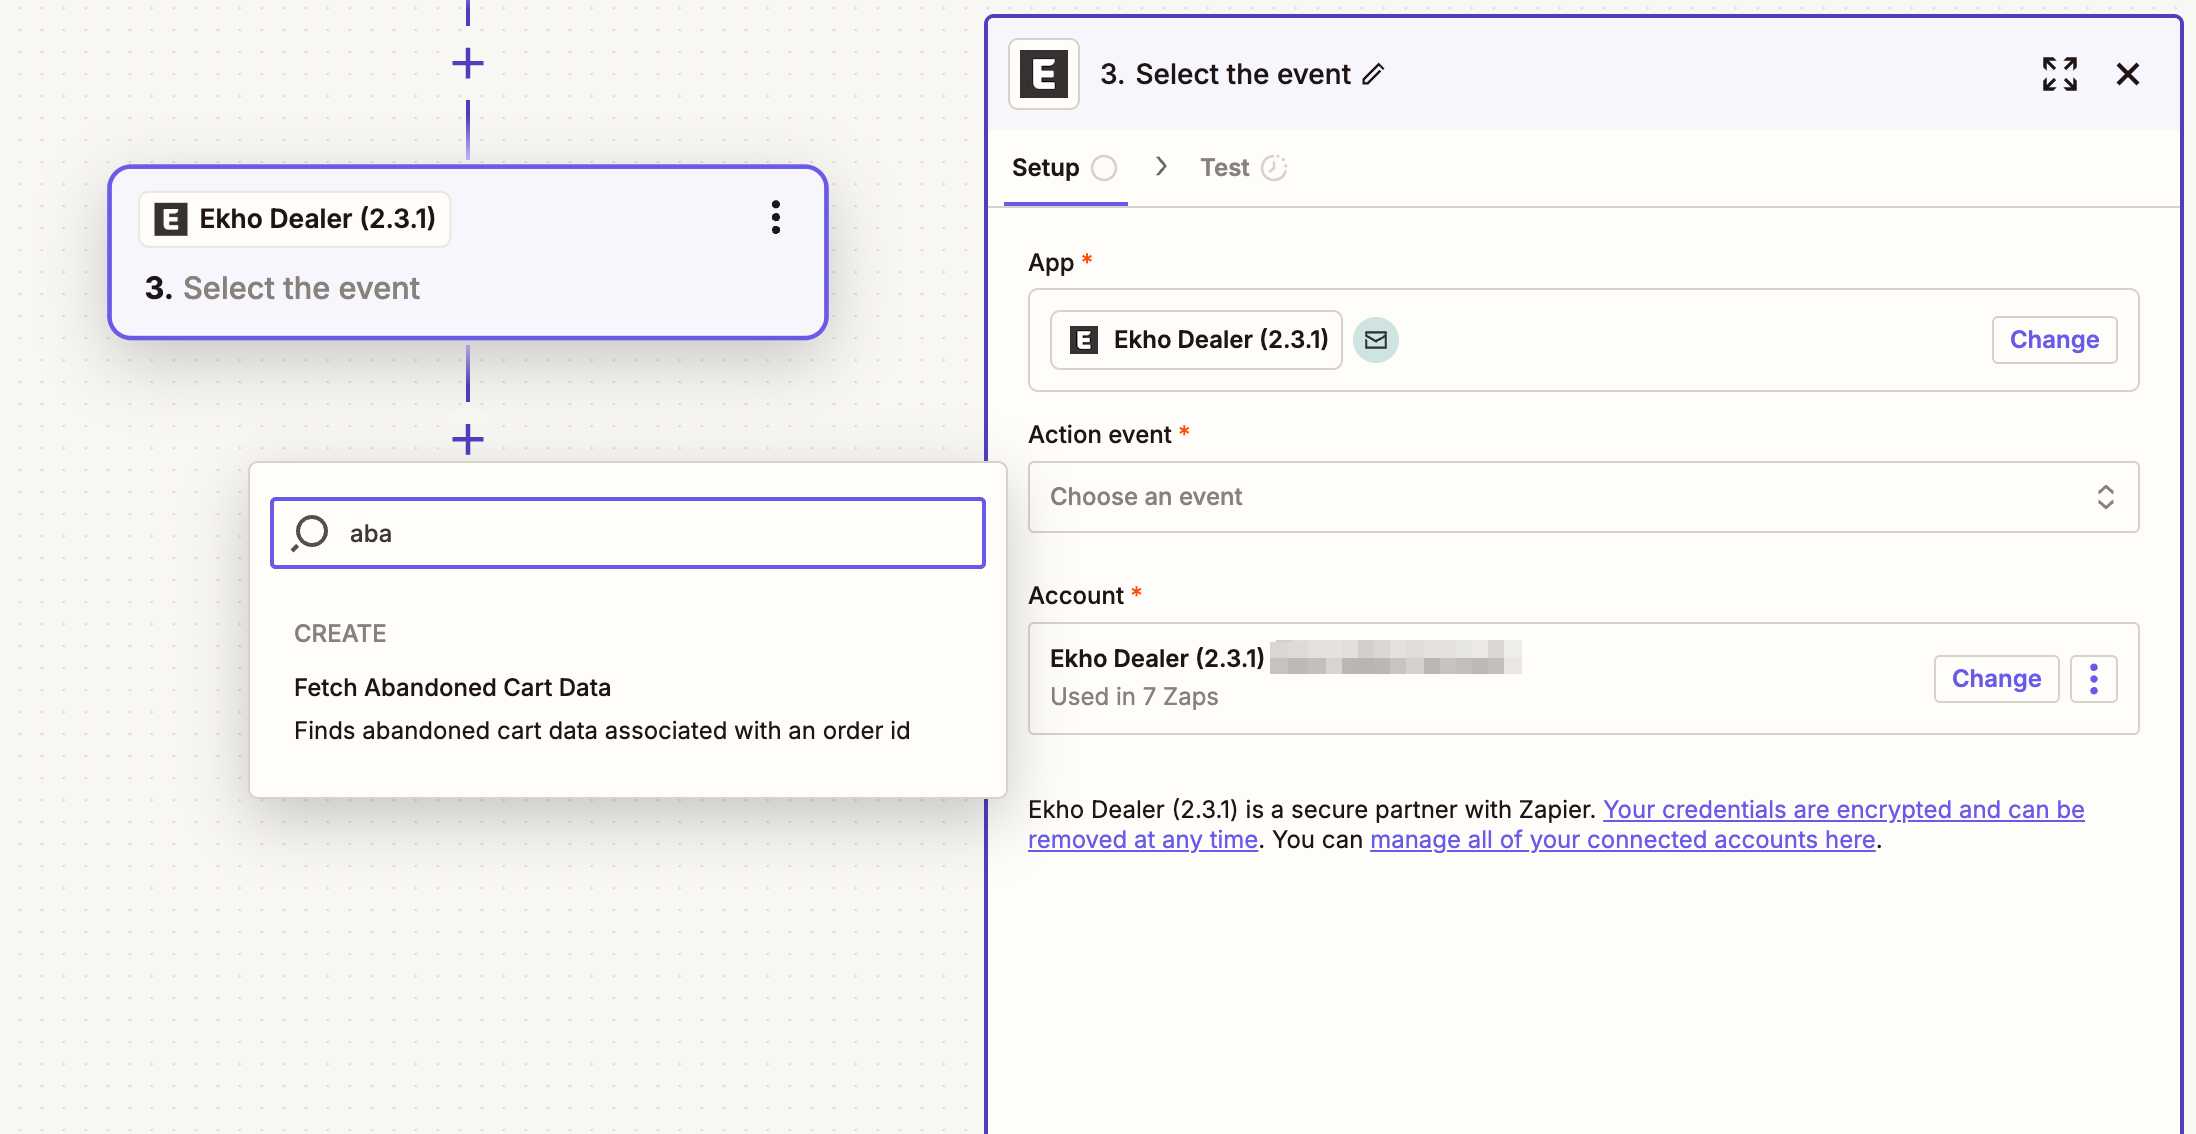 Ekho Dealer (2.3.1)
3. Select the event
aba
CREATE
Fetch Abandoned Cart Data
Finds abandoned cart data associated with an order id
3. Select the event
Setup
Test
App *
Ekho Dealer (2.3.1)
Change
Action event *
Choose an event
Account *
Ekho Dealer (2.3.1)
Used in 7 Zaps
Change
Ekho Dealer (2.3.1) is a secure partner with Zapier. Your credentials are encrypted and can be
removed at any time. You can manage all of your connected accounts here.